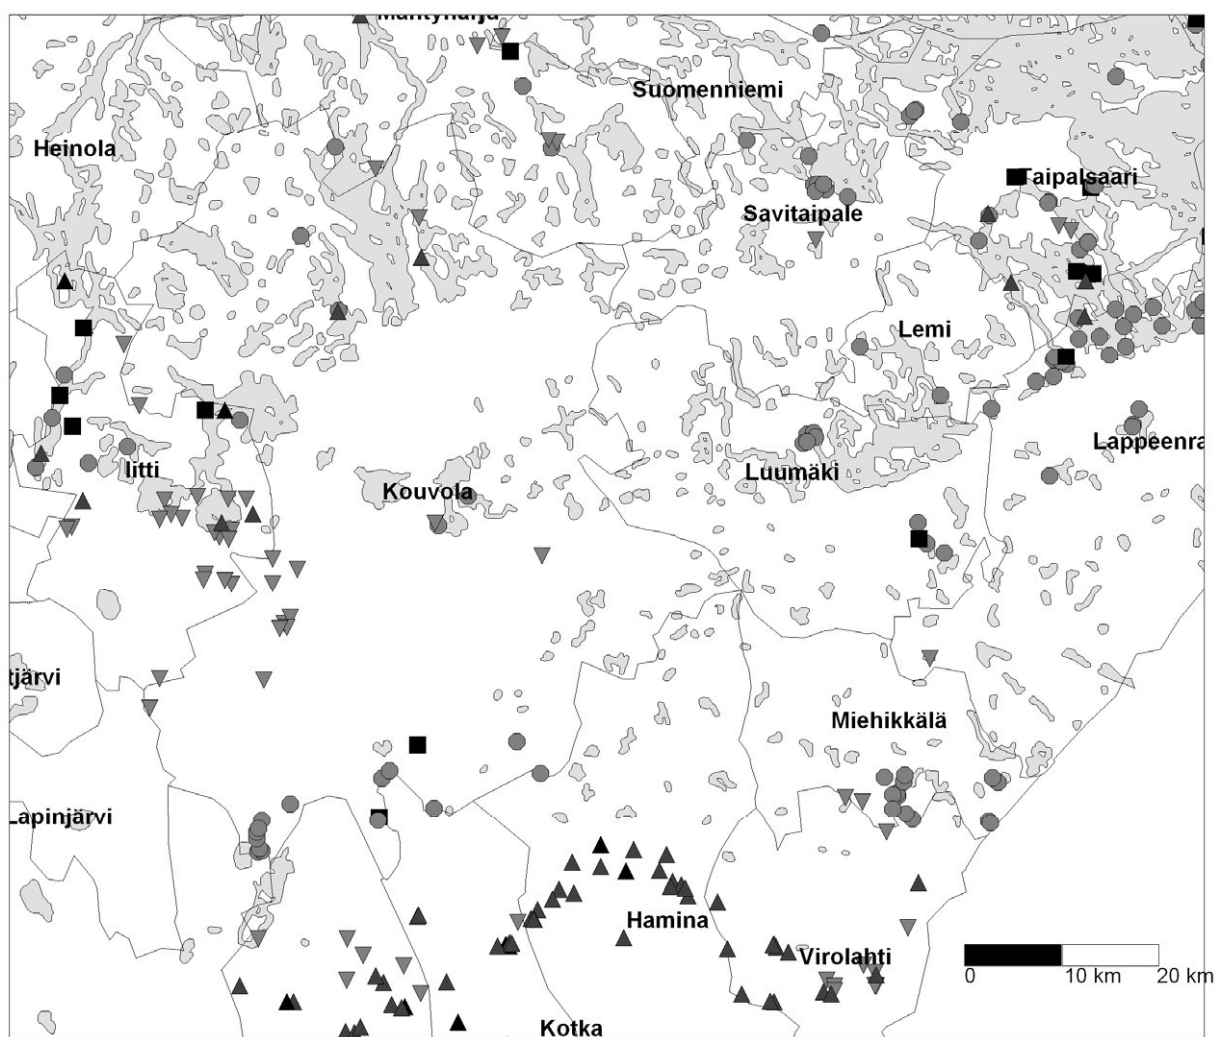 Mäntyharju
Suomenniemi
Heinola
Taipalsaari
Savitaipale
Lemi
Lappeenra
Iitti
Luumäki
Kouvola
tjärvi
Miehikkälä
Lapinjärvi
Hamina
Virolahti
0 10 km 20 km
Kotka